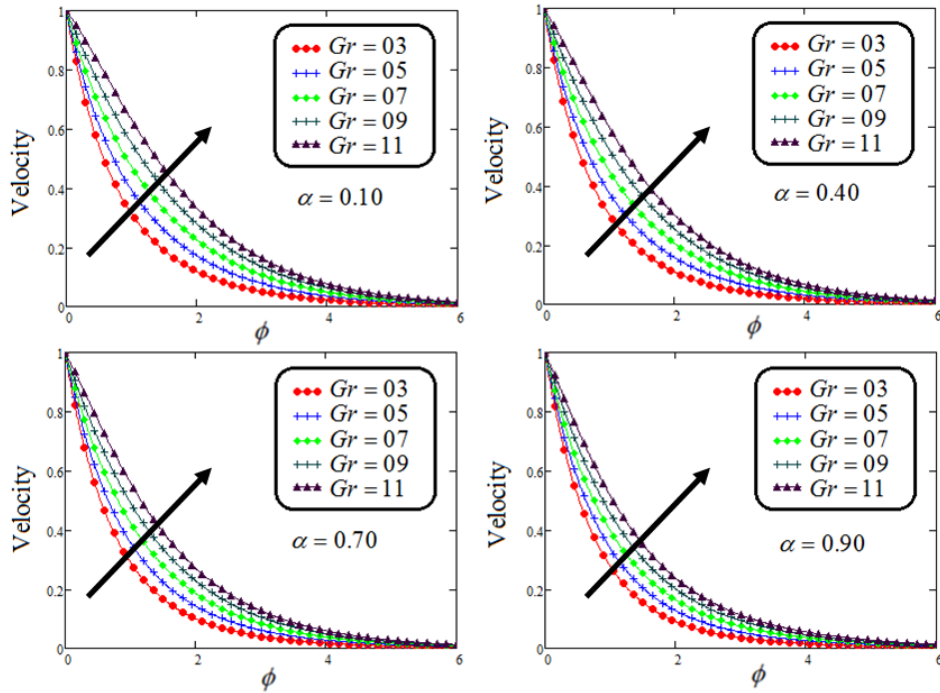 1
0.8
0.6
0.4
0.2
0
0
2
4
6
Velocity
ϕ
Gr = 03
Gr = 05
Gr = 07
Gr = 09
Gr = 11
α = 0.10
1
0.8
0.6
0.40
0.2
0
0
2
4
6
Velocity
ϕ
Gr = 03
Gr = 05
Gr = 07
Gr = 09
Gr = 11
α = 0.40
1
0.8
0.6
0.4
0.2
0
0
2
4
6
Velocity
ϕ
Gr = 03
Gr = 05
Gr = 07
Gr = 09
Gr = 11
α = 0.70
1
0.8
0.6
0.4
0.2
0
0
2
4
6
Velocity
ϕ
Gr = 03
Gr = 05
Gr = 07
Gr = 09
Gr = 11
α = 0.90